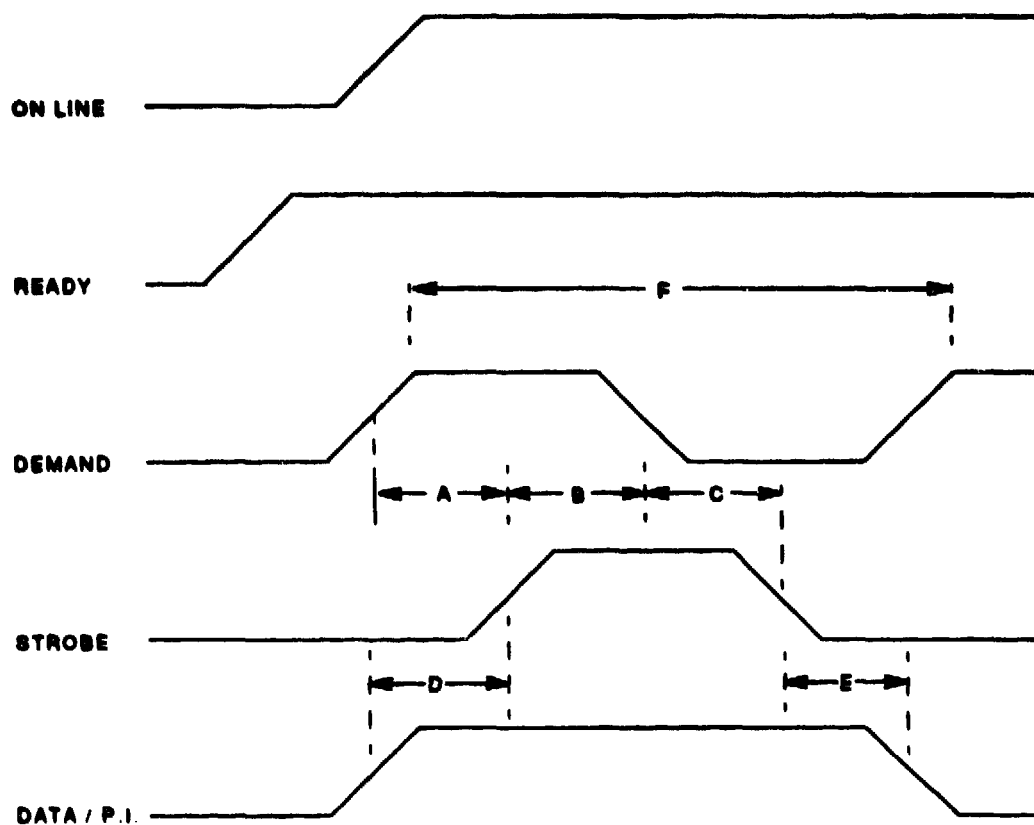 ON LINE
READY
F
DEMAND
A B C
STROBE
D E
DATA / P.I.